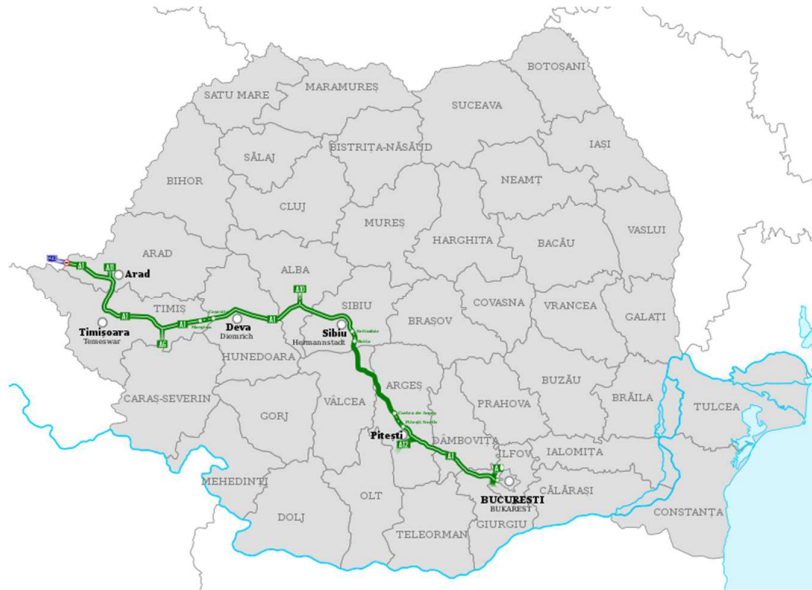 BOTOȘANI
MARAMUREȘ
SATU MARE
SUCEAVA
IAȘI
BISTRIȚA-NĂSĂUD
SĂLAJ
NEAMȚ
BIHOR
CLUJ
MUREȘ
VASLUI
HARGHITA
BACĂU
ARAD
A1
Arad
ALBA
COVASNA
TIMIȘ
SIBIU
VRANCEA
GALAȚI
BRAȘOV
A1
A1
A1
Timișoara
Temeswar
Deva
Diemrich
Sibiu
Hermannstadt
A6
HUNEDOARA
CARAȘ-SEVERIN
ARGEȘ
BUZĂU
PRAHOVA
BRĂILA
TULCEA
VÂLCEA
GORJ
Pitești
DÂMBOVIȚA
A1
ILFOV
IALOMIȚA
MEHEDINȚI
OLT
BUCUREȘTI
BUKAREST
CĂLĂRAȘI
CONSTANȚA
DOLJ
GIURGIU
TELEORMAN